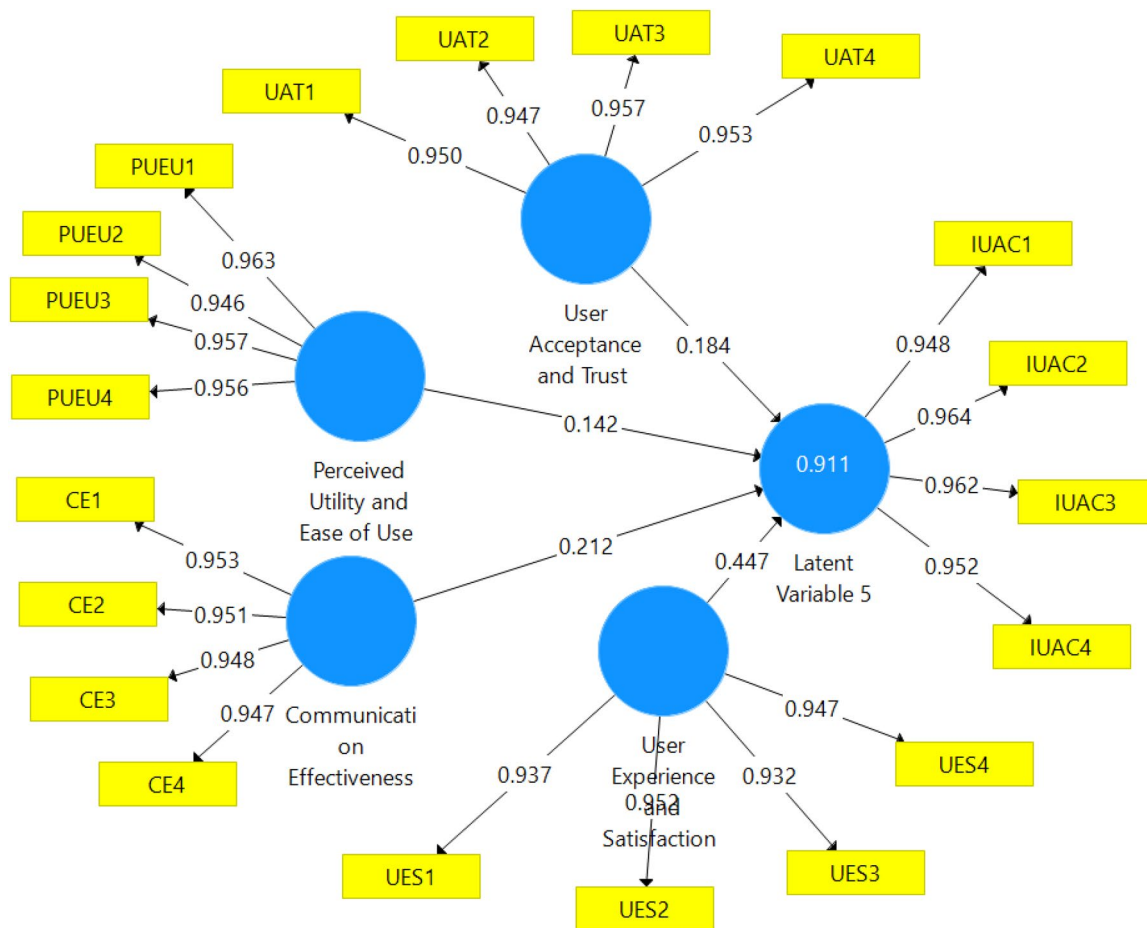 UAT2
UAT3
UAT4
UAT1
0.947
0.957
0.953
0.950
PUEU1
PUEU2
PUEU3
PUEU4
0.963
0.946
0.957
0.956
User
Acceptance
and Trust
0.184
0.142
Perceived
Utility and
Ease of Use
IUAC1
IUAC2
IUAC3
IUAC4
0.948
0.964
0.962
0.952
0.911
Latent
Variable 5
CE1
CE2
CE3
CE4
0.953
0.951
0.948
0.947
0.212
0.447
Communicati
on
Effectiveness
User
Experience
and
Satisfaction
0.937
0.952
0.932
0.947
UES1
UES2
UES3
UES4